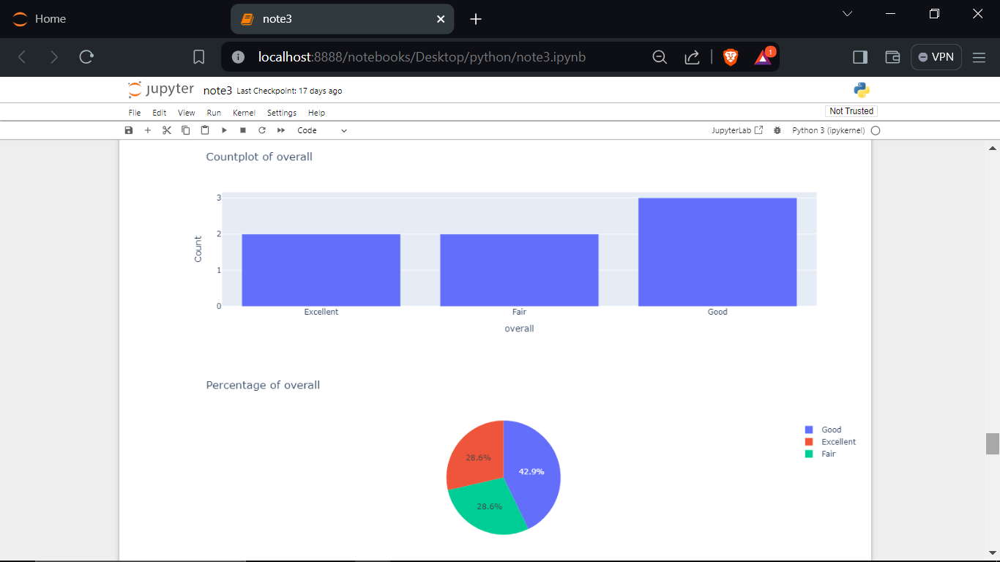 Home
note3
localhost:8888/notebooks/Desktop/python/note3.ipynb
1
VPN
jupyter note3 Last Checkpoint: 17 days ago
File Edit View Run Kernel Settings Help
Not Trusted
Code
JupyterLab
Python 3 (ipykernel)
Countplot of overall
3
2
1
0
Count
Excellent Fair Good
overall
Percentage of overall
Good
Excellent
Fair
28.6%
42.9%
28.6%